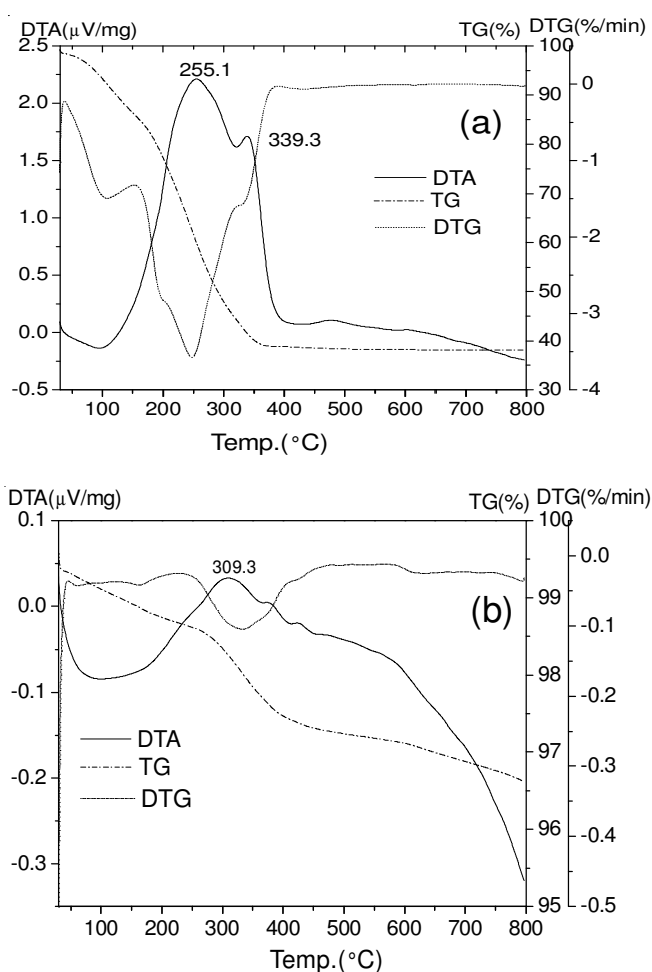 DTA(μV/mg) TG(%) DTG(%/min)
2.5 100
255.1
2.0 90 0
(a)
80
339.3
1.5 -1
DTA
70
TG
1.0
DTG
60 -2
0.5
50
-3
0.0 40
-0.5 30 -4
100 200 300 400 500 600 700 800
Temp.(°C)
DTA(μV/mg) TG(%) DTG(%/min)
0.1 100
309.3 0.0
0.0 99
(b) -0.1
-0.1 98 -0.2
DTA
TG
97
-0.2 -0.3
DTG
96 -0.4
-0.3
95 -0.5
100 200 300 400 500 600 700 800
Temp.(°C)